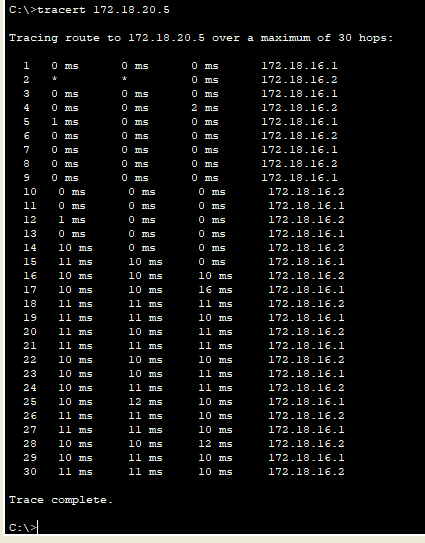 C:\>tracert 172.18.20.5
Tracing route to 172.18.20.5 over a maximum of 30 hops:
1 0 ms 0 ms 0 ms 172.18.16.1
2 * * 0 ms 172.18.16.2
3 0 ms 0 ms 0 ms 172.18.16.1
4 0 ms 0 ms 2 ms 172.18.16.2
5 1 ms 0 ms 0 ms 172.18.16.1
6 0 ms 0 ms 0 ms 172.18.16.2
7 0 ms 0 ms 0 ms 172.18.16.1
8 0 ms 0 ms 0 ms 172.18.16.2
9 0 ms 0 ms 0 ms 172.18.16.1
10 0 ms 0 ms 0 ms 172.18.16.2
11 0 ms 0 ms 0 ms 172.18.16.1
12 1 ms 0 ms 0 ms 172.18.16.2
13 0 ms 0 ms 0 ms 172.18.16.1
14 10 ms 0 ms 0 ms 172.18.16.2
15 11 ms 10 ms 0 ms 172.18.16.1
16 10 ms 10 ms 10 ms 172.18.16.2
17 10 ms 10 ms 16 ms 172.18.16.1
18 11 ms 11 ms 11 ms 172.18.16.2
19 11 ms 11 ms 10 ms 172.18.16.1
20 11 ms 10 ms 11 ms 172.18.16.2
21 11 ms 11 ms 11 ms 172.18.16.1
22 10 ms 10 ms 10 ms 172.18.16.2
23 10 ms 10 ms 11 ms 172.18.16.1
24 10 ms 11 ms 11 ms 172.18.16.2
25 10 ms 12 ms 10 ms 172.18.16.1
26 11 ms 11 ms 10 ms 172.18.16.2
27 11 ms 11 ms 10 ms 172.18.16.1
28 10 ms 10 ms 12 ms 172.18.16.2
29 10 ms 11 ms 10 ms 172.18.16.1
30 11 ms 11 ms 10 ms 172.18.16.2
Trace complete.
C:\>